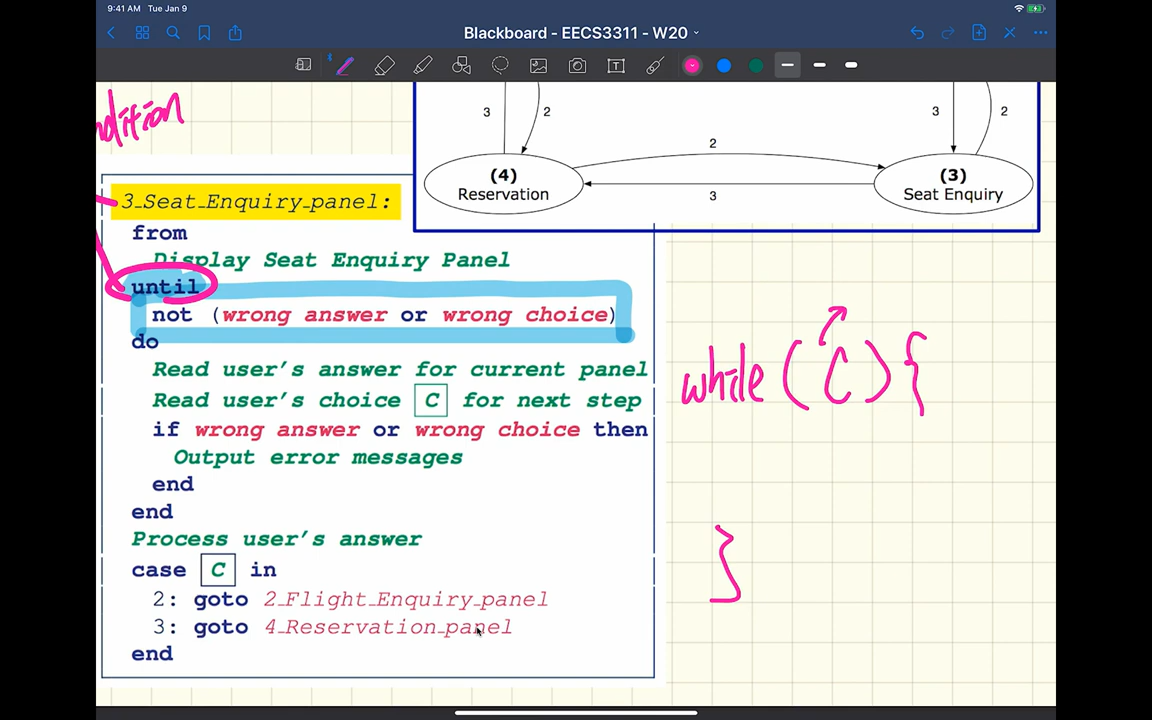 9:41 AM Tue Jan 9
Blackboard - EECS3311 - W20
3 2
3 2
2
(4)
Reservation
(3)
Seat Enquiry
3
3_Seat_Enquiry_panel:
from
Display Seat Enquiry Panel
until
not (wrong answer or wrong choice)
do
Read user's answer for current panel
Read user's choice C for next step
if wrong answer or wrong choice then
Output error messages
end
end
Process user's answer
case C in
2: goto 2_Flight_Enquiry_panel
3: goto 4_Reservation_panel
end
while (C) {
}